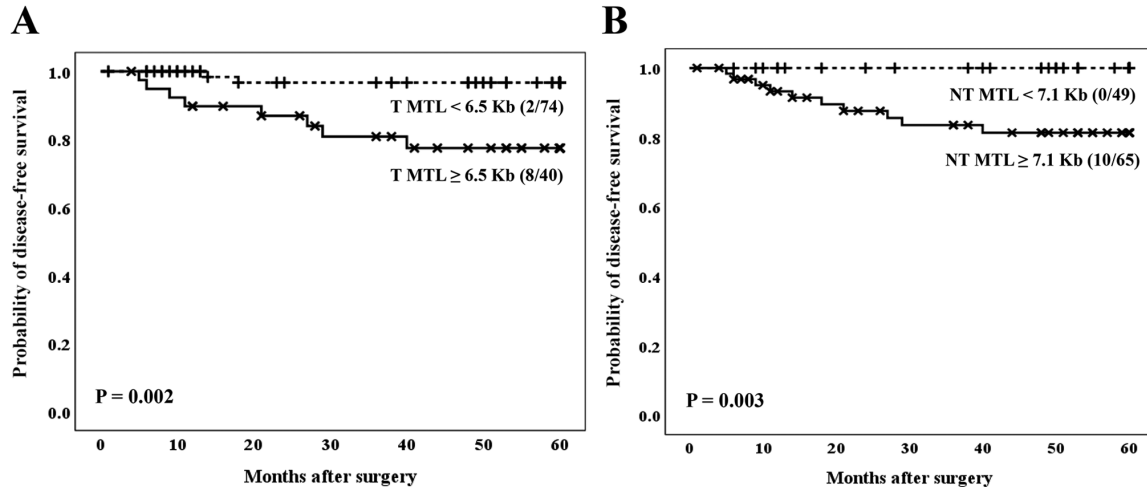 A
Probability of disease-free survival
1.0
0.8
0.6
0.4
0.2
0.0
T MTL < 6.5 Kb (2/74)
T MTL ≥ 6.5 Kb (8/40)
P = 0.002
0 10 20 30 40 50 60
Months after surgery
B
Probability of disease-free survival
1.0
0.8
0.6
0.4
0.2
0.0
NT MTL < 7.1 Kb (0/49)
NT MTL ≥ 7.1 Kb (10/65)
P = 0.003
0 10 20 30 40 50 60
Months after surgery